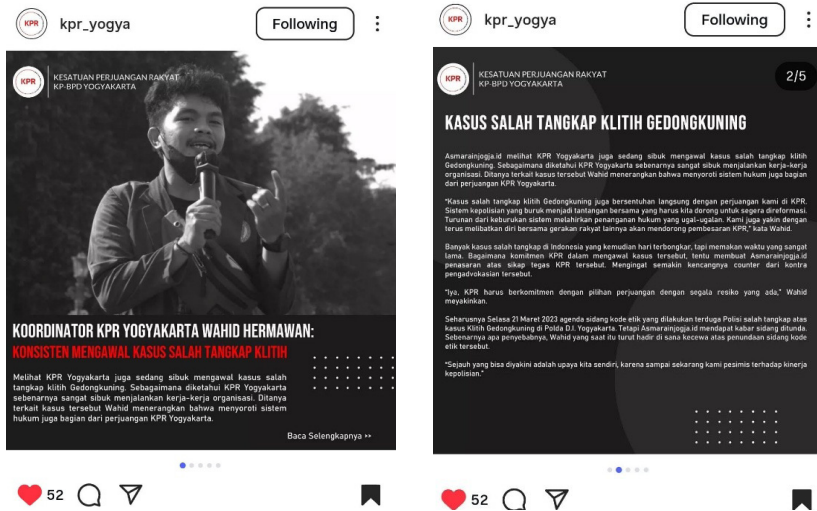 KPR
kpr_yogya
Following
KPR
KESATUAN PERJUANGAN RAKYAT
KP-BPD YOGYAKARTA
KOORDINATOR KPR YOGYAKARTA WAHID HERMAWAN:
KONSISTEN MENGAWAL KASUS SALAH TANGKAP KLITIH
Melihat KPR Yogyakarta juga sedang sibuk mengawal kasus salah
tangkap klitih Gedongkuning. Sebagaimana diketahui KPR Yogyakarta
sebenarnya sangat sibuk menjalankan kerja-kerja organisasi. Ditanya
terkait kasus tersebut Wahid menerangkan bahwa menyoroti sistem
hukum juga bagian dari perjuangan KPR Yogyakarta.
Baca Selengkapnya >>
52
KPR
kpr_yogya
Following
KPR
KESATUAN PERJUANGAN RAKYAT
KP-BPD YOGYAKARTA
2/5
KASUS SALAH TANGKAP KLITIH GEDONGKUNING
Asmarainjogja.id melihat KPR Yogyakarta juga sedang sibuk mengawal kasus salah tangkap klitih
Gedongkuning. Sebagaimana diketahui KPR Yogyakarta sebenarnya sangat sibuk menjalankan kerja-kerja
organisasi. Ditanya terkait kasus tersebut Wahid menerangkan bahwa menyoroti sistem hukum juga bagian
dari perjuangan KPR Yogyakarta.
"Kasus salah tangkap klitih Gedongkuning juga bersentuhan langsung dengan perjuangan kami di KPR.
Sistem kepolisian yang buruk menjadi tantangan bersama yang harus kita dorong untuk segera direformasi.
Turunan dari keburukan sistem melahirkan penanganan hukum yang ugal-ugalan. Kami juga yakin dengan
terus melibatkan diri bersama gerakan rakyat lainnya akan mendorong pembesaran KPR," kata Wahid.
Banyak kasus salah tangkap di Indonesia yang kemudian hari terbongkar, tapi memakan waktu yang sangat
lama. Bagaimana komitmen KPR dalam mengawal kasus tersebut, tentu membuat Asmarainjogja.id
penasaran atas sikap tegas KPR tersebut. Mengingat semakin kencangnya counter dari kontra
pengadvokasian tersebut.
"Iya, KPR harus berkomitmen dengan pilihan perjuangan dengan segala resiko yang ada," Wahid
meyakinkan.
Seharusnya Selasa 21 Maret 2023 agenda sidang kode etik yang dilakukan terduga Polisi salah tangkap atas
kasus Klitih Gedongkuning di Polda D.I. Yogyakarta. Tetapi Asmarainjogja.id mendapat kabar sidang ditunda.
Sebenarnya apa penyebabnya, Wahid yang saat itu turut hadir di sana kecewa atas penundaan sidang kode
etik tersebut.
"Sejauh yang bisa diyakini adalah upaya kita sendiri, karena sampai sekarang kami pesimis terhadap kinerja
kepolisian."
52